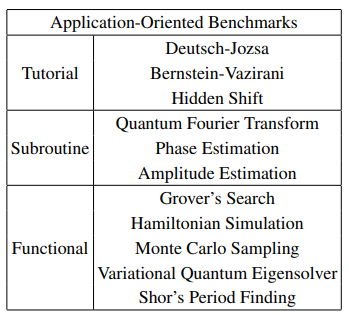 Application-Oriented Benchmarks
Tutorial
Deutsch-Jozsa
Bernstein-Vazirani
Hidden Shift
Subroutine
Quantum Fourier Transform
Phase Estimation
Amplitude Estimation
Functional
Grover's Search
Hamiltonian Simulation
Monte Carlo Sampling
Variational Quantum Eigensolver
Shor's Period Finding